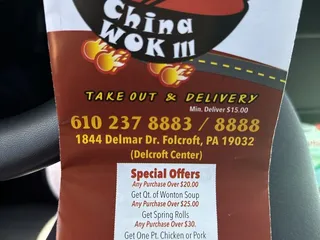 China
WOK III
TAKE OUT & DELIVERY
Min. Deliver $15.00
610 237 8883 / 8888
1844 Delmar Dr. Folcroft, PA 19032
(Delcroft Center)
Special Offers
Any Purchase Over $20.00
Get Qt. of Wonton Soup
Any Purchase Over $25.00
Get Spring Rolls
Any Purchase Over $30.
Get One Pt. Chicken or Pork